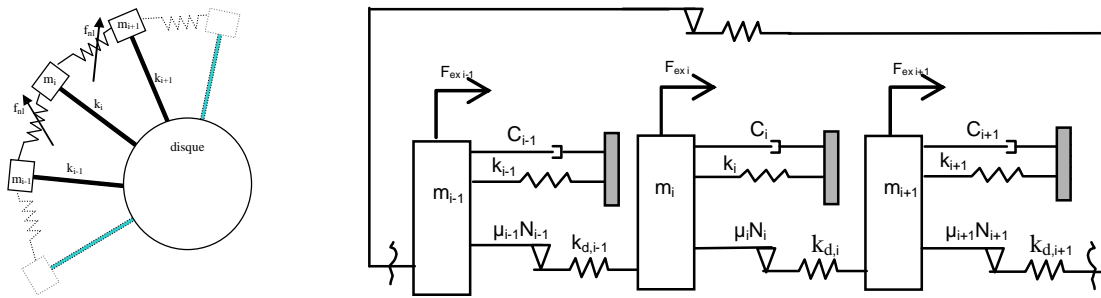 f_nl
m_i+1
m_i
k_i+1
f_nl
k_i
disque
m_i-1
k_i-1
F_ex i-1
F_ex i
F_ex i+1
C_i-1
C_i
C_i+1
k_i-1
k_i
k_i+1
m_i-1
m_i
m_i+1
μ_i-1N_i-1
k_d,i-1
μ_iN_i
k_d,i
μ_i+1N_i+1
k_d,i+1